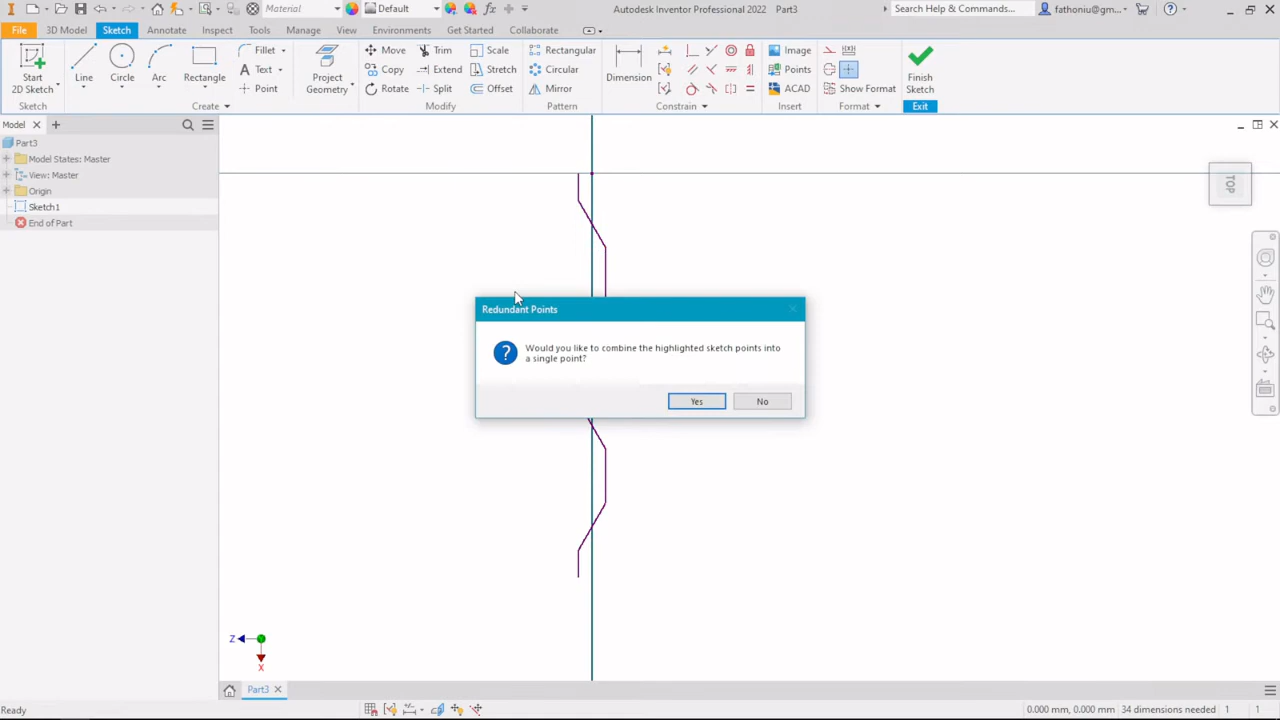 Material
Default
Autodesk Inventor Professional 2022 Part3
Search Help & Commands...
fathoniu@gm...
File
3D Model
Sketch
Annotate
Inspect
Tools
Manage
View
Environments
Get Started
Collaborate
Start
2D Sketch
Line
Circle
Arc
Rectangle
Fillet
Text
Point
Project
Geometry
Move
Copy
Rotate
Trim
Extend
Split
Scale
Stretch
Offset
Rectangular
Circular
Mirror
Dimension
Image
Points
ACAD
Show Format
Finish
Sketch
Sketch
Create
Modify
Pattern
Constrain
Insert
Format
Exit
Model
Part3
Model States: Master
View: Master
Origin
Sketch1
End of Part
TOP
Redundant Points
Would you like to combine the highlighted sketch points into
a single point?
Yes
No
Z
X
Part3
Ready
0.000 mm, 0.000 mm 34 dimensions needed 1 1